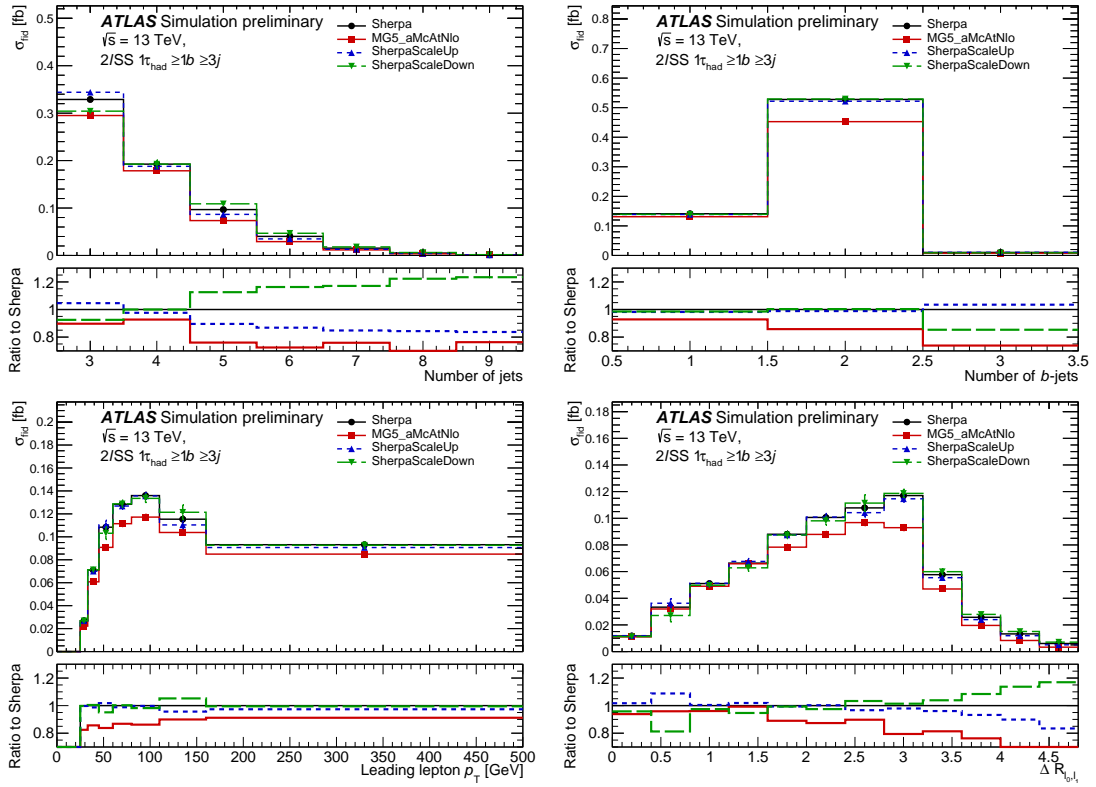 σfid [fb]
0.5
0.4
0.3
0.2
0.1
0
ATLAS Simulation preliminary
√s = 13 TeV,
2lSS 1τhad ≥1b ≥3j
Sherpa
MG5_aMcAtNlo
SherpaScaleUp
SherpaScaleDown
Ratio to Sherpa
1.2
1
0.8
3 4 5 6 7 8 9
Number of jets
σfid [fb]
0.8
0.7
0.6
0.5
0.4
0.3
0.2
0.1
0
ATLAS Simulation preliminary
√s = 13 TeV,
2lSS 1τhad ≥1b ≥3j
Sherpa
MG5_aMcAtNlo
SherpaScaleUp
SherpaScaleDown
Ratio to Sherpa
1.2
1
0.8
0.5 1 1.5 2 2.5 3 3.5
Number of b-jets
σfid [fb]
0.2
0.18
0.16
0.14
0.12
0.1
0.08
0.06
0.04
0.02
0
ATLAS Simulation preliminary
√s = 13 TeV,
2lSS 1τhad ≥1b ≥3j
Sherpa
MG5_aMcAtNlo
SherpaScaleUp
SherpaScaleDown
Ratio to Sherpa
1.2
1
0.8
0 50 100 150 200 250 300 350 400 450 500
Leading lepton pT [GeV]
σfid [fb]
0.18
0.16
0.14
0.12
0.1
0.08
0.06
0.04
0.02
0
ATLAS Simulation preliminary
√s = 13 TeV,
2lSS 1τhad ≥1b ≥3j
Sherpa
MG5_aMcAtNlo
SherpaScaleUp
SherpaScaleDown
Ratio to Sherpa
1.2
1
0.8
0 0.5 1 1.5 2 2.5 3 3.5 4 4.5
Δ Rl0,l1